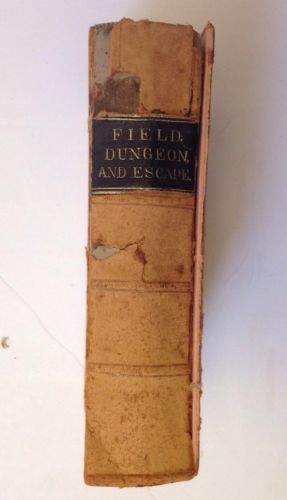 FIELD,
DUNGEON,
AND ESCAPE.